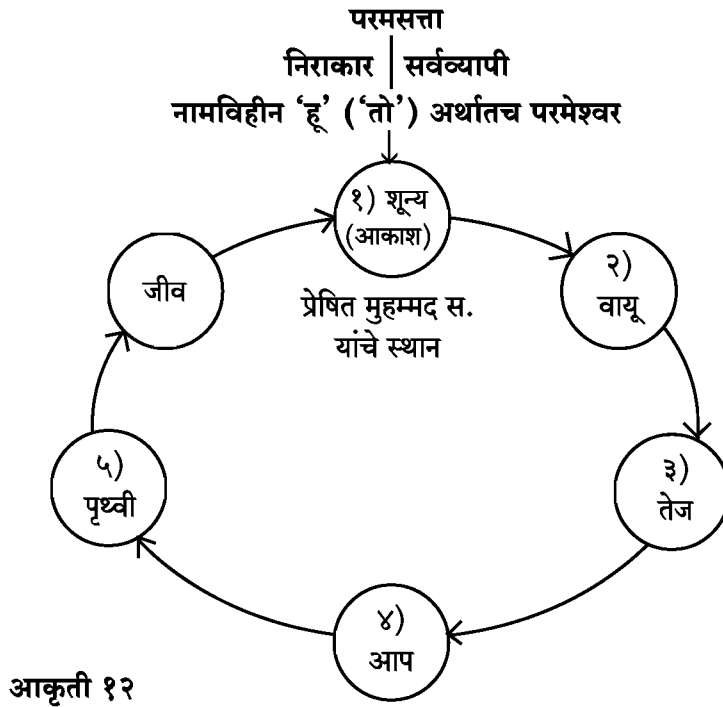 परमसत्ता
निराकार | सर्वव्यापी
नामविहीन ‘हू’ (‘तो’) अर्थातच परमेश्वर
१) शून्य
(आकाश)
प्रेषित मुहम्मद स.
यांचे स्थान
२)
वायू
३)
तेज
४)
आप
५)
पृथ्वी
जीव
आकृती १२